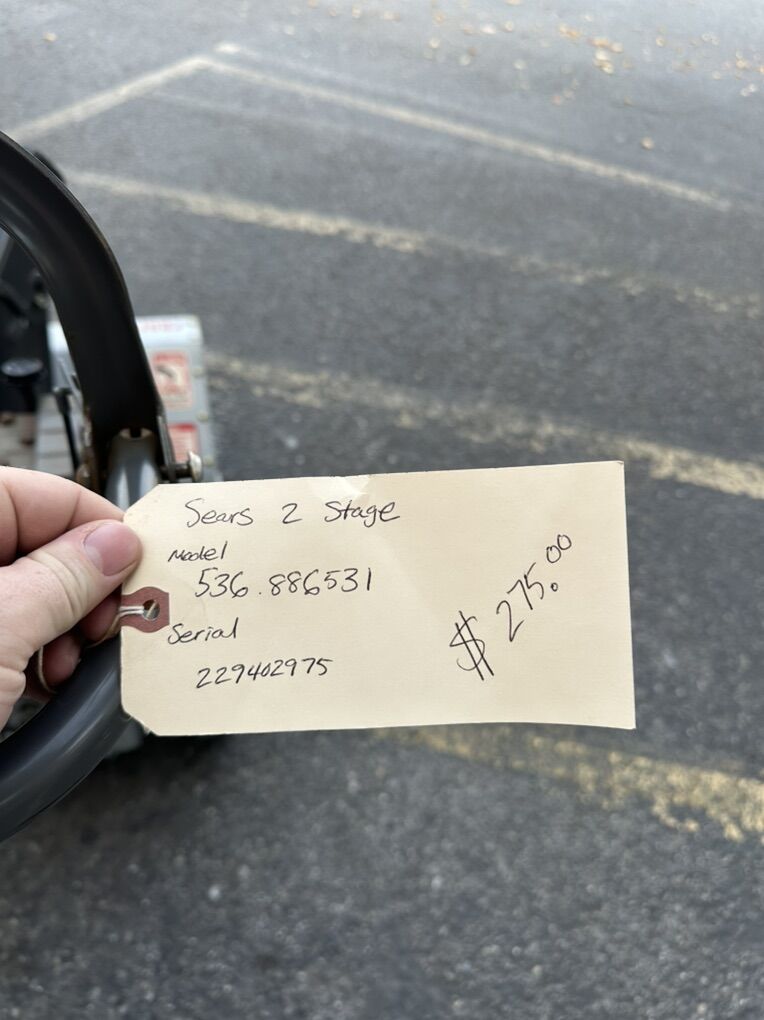 Sears 2 Stage
Model
536.886531
Serial
229402975
$ 275.00